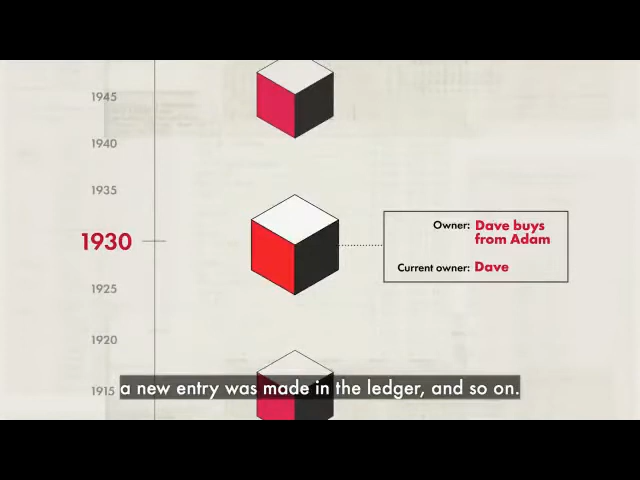 1945
1940
1935
1930
Owner: Dave buys
from Adam
Current owner: Dave
1925
1920
1915
a new entry was made in the ledger, and so on.